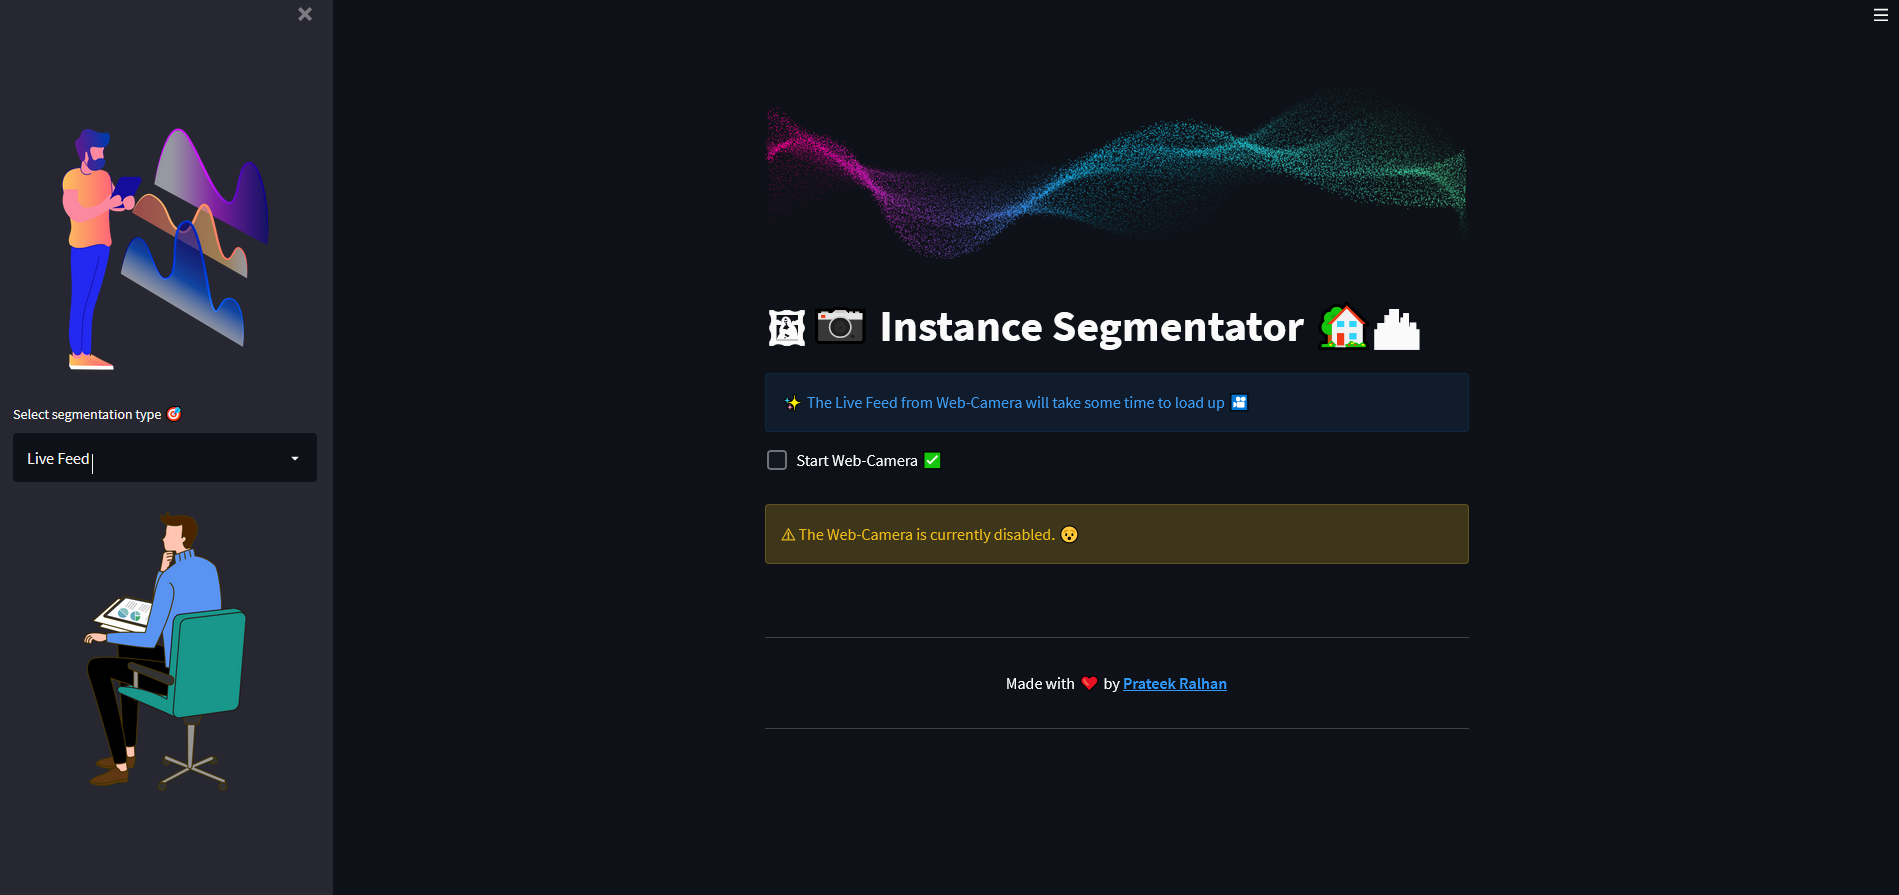 Select segmentation type 🎯
Live Feed
🖼📷 Instance Segmentator 🏡🏙
✨ The Live Feed from Web-Camera will take some time to load up 🎦
Start Web-Camera ✅
⚠ The Web-Camera is currently disabled. 😯
Made with ❤ by Prateek Ralhan